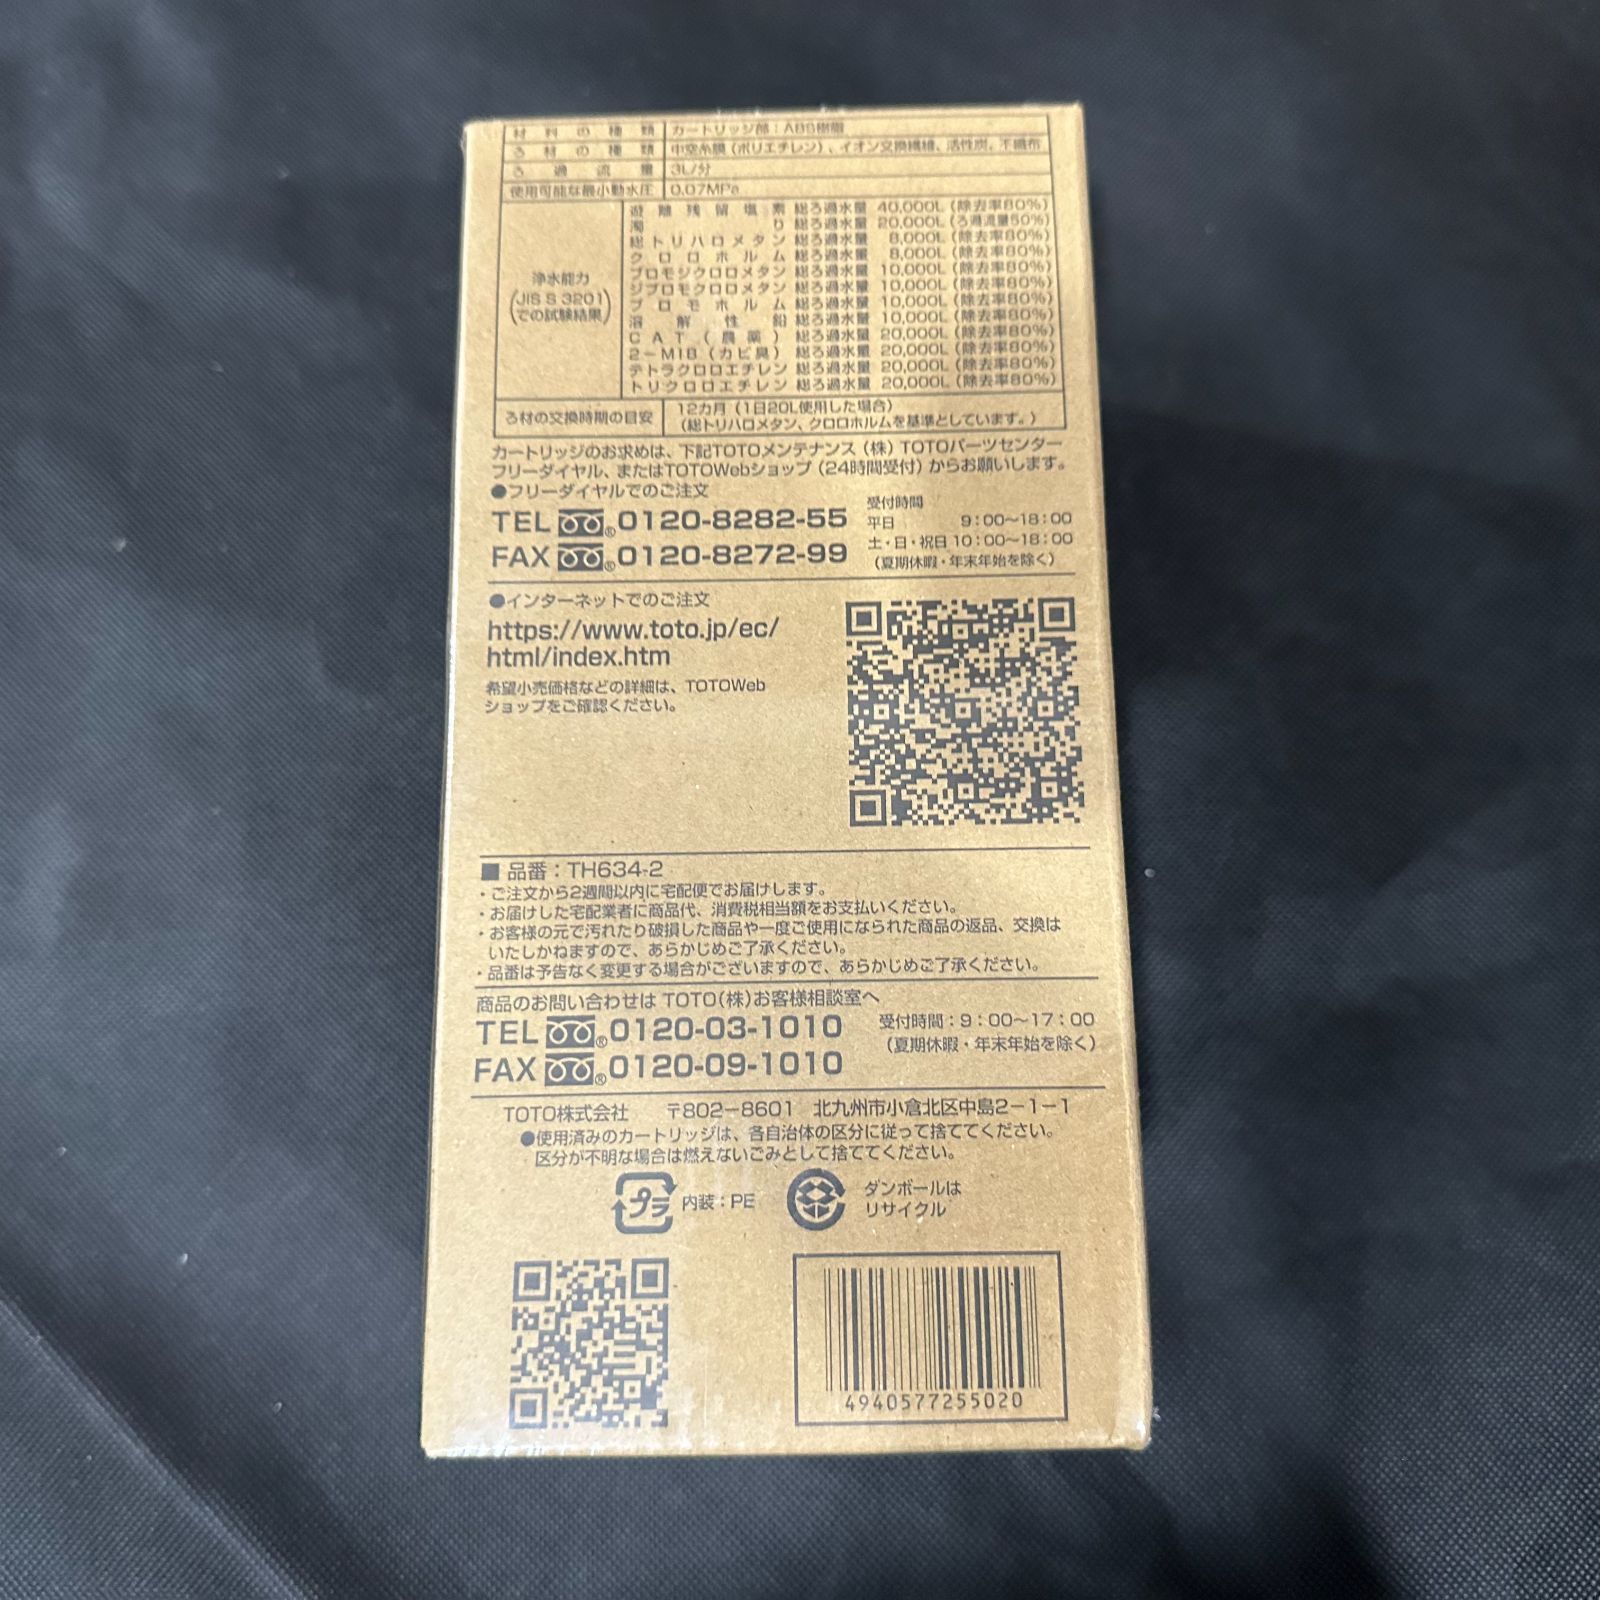 材料の種類 カートリッジ部：ABS樹脂
ろ材の種類 中空糸膜（ポリエチレン）、イオン交換繊維、活性炭、不織布
ろ過流量 3L/分
使用可能な最小動水圧 0.07MPa
浄水能力
（JIS S 3201
での試験結果）
遊離残留塩素 総ろ過水量 40,000L（除去率80%）
濁り 総ろ過水量 20,000L（ろ過流量50%）
総トリハロメタン 総ろ過水量 8,000L（除去率80%）
クロロホルム 総ろ過水量 8,000L（除去率80%）
ブロモジクロロメタン 総ろ過水量 10,000L（除去率80%）
ジブロモクロロメタン 総ろ過水量 10,000L（除去率80%）
ブロモホルム 総ろ過水量 10,000L（除去率80%）
溶解性鉛 総ろ過水量 10,000L（除去率80%）
CAT（農薬） 総ろ過水量 20,000L（除去率80%）
2－MIB（カビ臭） 総ろ過水量 20,000L（除去率80%）
テトラクロロエチレン 総ろ過水量 20,000L（除去率80%）
トリクロロエチレン 総ろ過水量 20,000L（除去率80%）
ろ材の交換時期の目安 12カ月（1日20L使用した場合）
（総トリハロメタン、クロロホルムを基準としています。）
カートリッジのお求めは、下記TOTOメンテナンス（株）TOTOパーツセンター
フリーダイヤル、またはTOTOWebショップ（24時間受付）からお願いします。
●フリーダイヤルでのご注文
TEL 0120-8282-55
FAX 0120-8272-99
受付時間
平日 9：00～18：00
土・日・祝日 10：00～18：00
（夏期休暇・年末年始を除く）
●インターネットでのご注文
https://www.toto.jp/ec/
html/index.htm
希望小売価格などの詳細は、TOTOWeb
ショップをご確認ください。
■ 品番：TH634-2
・ご注文から2週間以内に宅配便でお届けします。
・お届けした宅配業者に商品代、消費税相当額をお支払いください。
・お客様の元で汚れたり破損した商品や一度ご使用になられた商品の返品、交換は
いたしかねますので、あらかじめご了承ください。
・品番は予告なく変更する場合がございますので、あらかじめご了承ください。
商品のお問い合わせは TOTO（株）お客様相談室へ
TEL 0120-03-1010
FAX 0120-09-1010
受付時間：9：00～17：00
（夏期休暇・年末年始を除く）
TOTO株式会社 〒802－8601 北九州市小倉北区中島2－1－1
●使用済みのカートリッジは、各自治体の区分に従って捨ててください。
区分が不明な場合は燃えないごみとして捨ててください。
プラ 内装：PE
ダンボールは
リサイクル
4940577255020